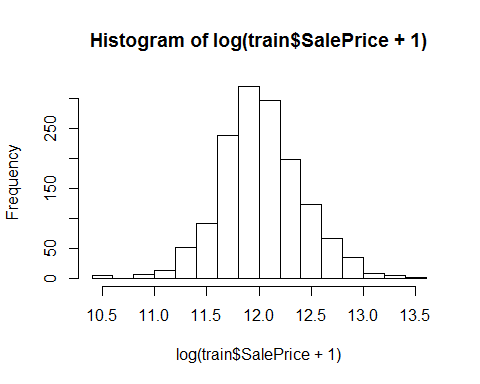 Histogram of log(train$SalePrice + 1)
Frequency
250
150
50
0
10.5 11.0 11.5 12.0 12.5 13.0 13.5
log(train$SalePrice + 1)